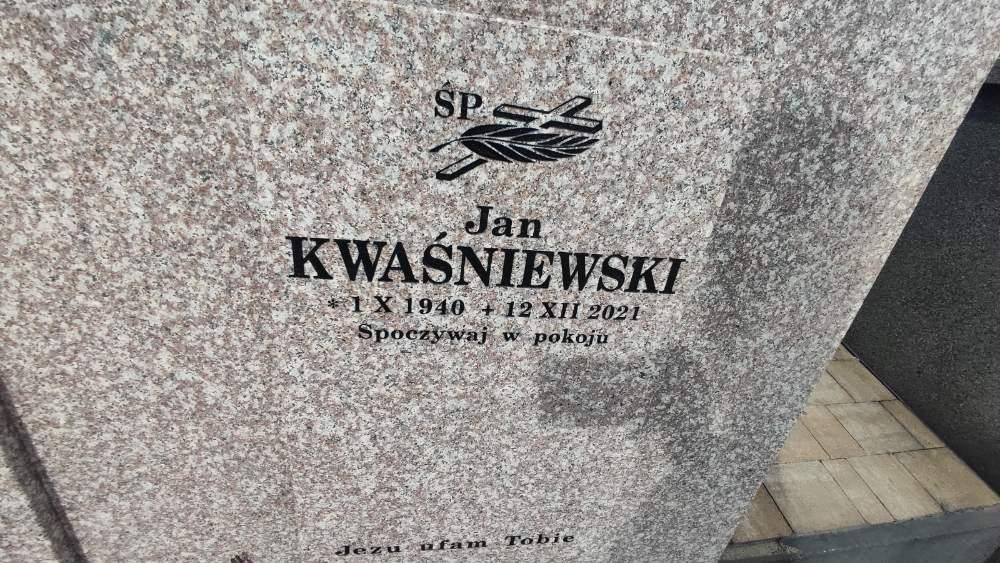 ŚP
Jan
KWAŚNIEWSKI
* 1 X 1940 + 12 XII 2021
Spoczywaj w pokoju
Jezu ufam Tobie